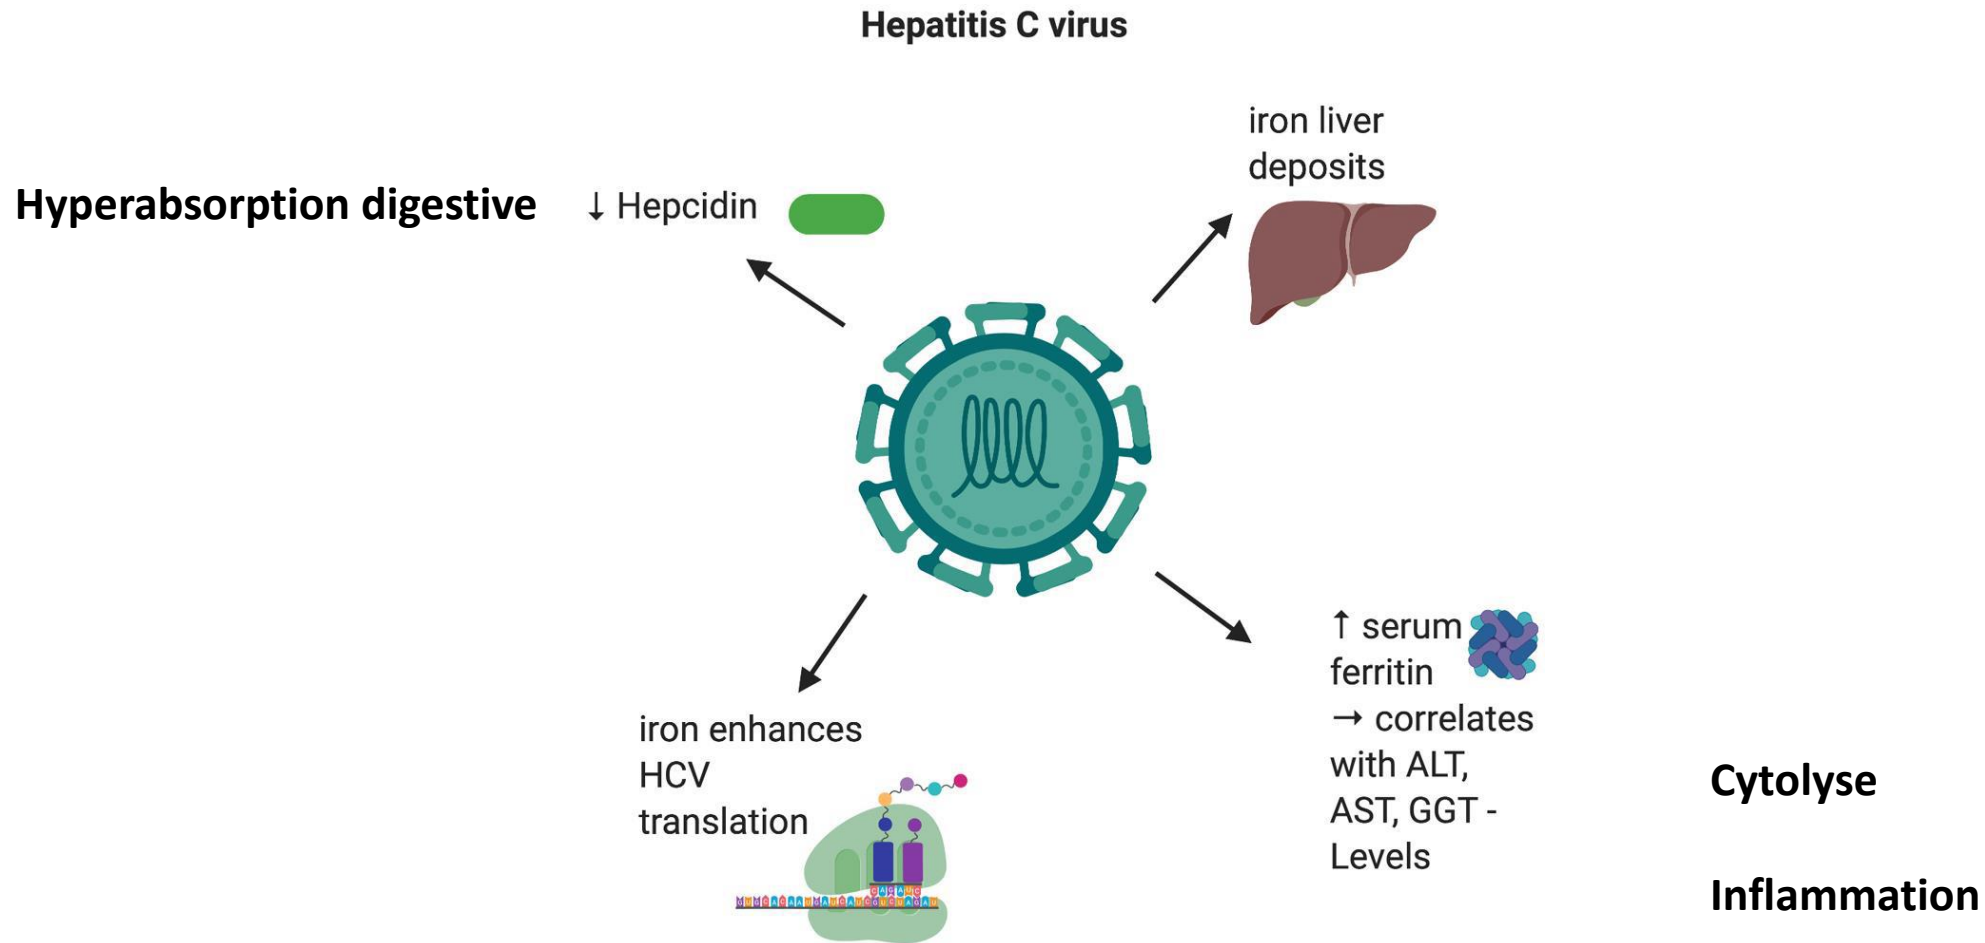 Hepatitis C virus
iron liver
deposits
Hyperabsorption digestive
↓ Hepcidin
iron enhances
HCV
translation
↑ serum
ferritin
→ correlates
with ALT,
AST, GGT -
Levels
Cytolyse
Inflammation